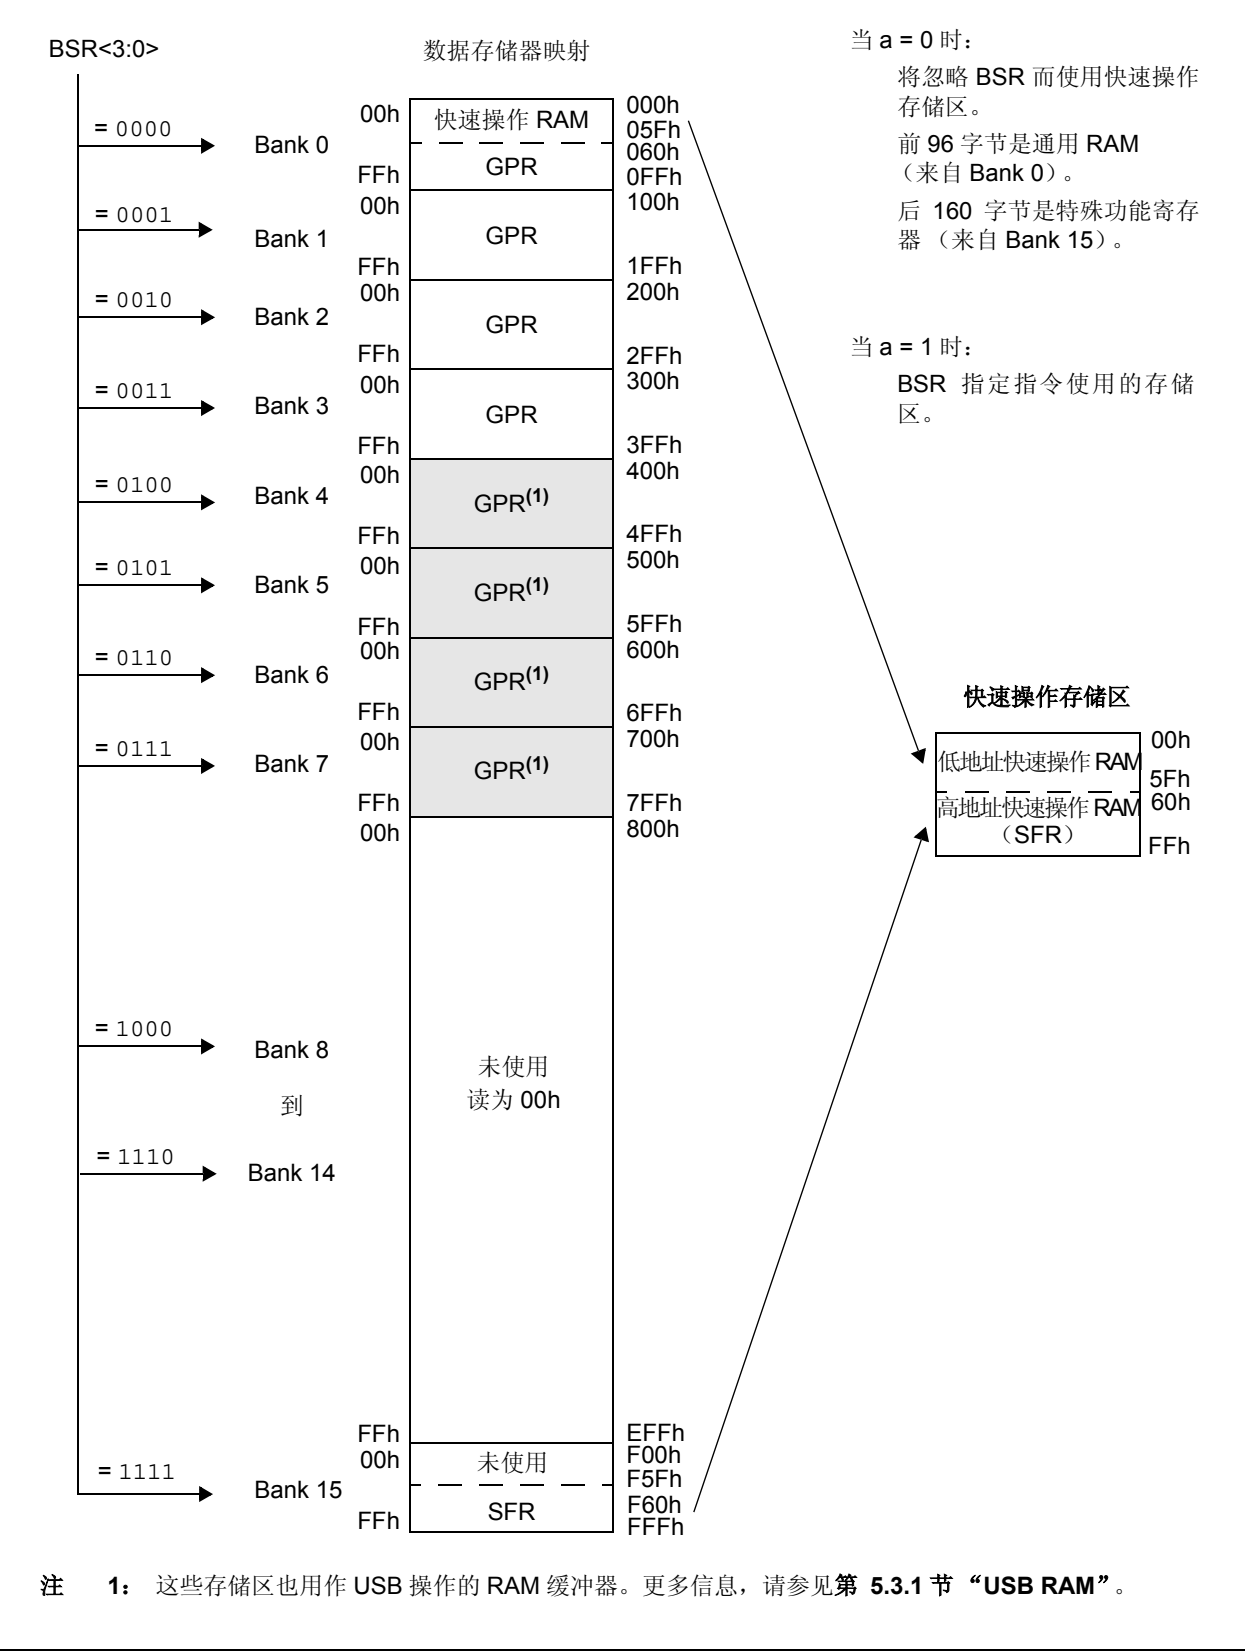 BSR<3:0>
数据存储器映射
= 0000
Bank 0
00h
快速操作 RAM
000h
05Fh
FFh
GPR
060h
0FFh
= 0001
Bank 1
00h
FFh
GPR
100h
1FFh
= 0010
Bank 2
00h
FFh
GPR
200h
2FFh
= 0011
Bank 3
00h
FFh
GPR
300h
3FFh
= 0100
Bank 4
00h
FFh
GPR(1)
400h
4FFh
= 0101
Bank 5
00h
FFh
GPR(1)
500h
5FFh
= 0110
Bank 6
00h
FFh
GPR(1)
600h
6FFh
= 0111
Bank 7
00h
FFh
GPR(1)
700h
7FFh
00h
800h
= 1000
Bank 8
到
= 1110
Bank 14
未使用
读为 00h
FFh
EFFh
= 1111
Bank 15
00h
未使用
F00h
F5Fh
FFh
SFR
F60h
FFFh
当 a = 0 时：
将忽略 BSR 而使用快速操作
存储区。
前 96 字节是通用 RAM
（来自 Bank 0）。
后 160 字节是特殊功能寄存
器 （来自 Bank 15）。
当 a = 1 时：
BSR 指定指令使用的存储
区。
快速操作存储区
低地址快速操作 RAM
00h
5Fh
高地址快速操作 RAM
（SFR）
60h
FFh
注 1： 这些存储区也用作 USB 操作的 RAM 缓冲器。更多信息，请参见第 5.3.1 节 “USB RAM”。